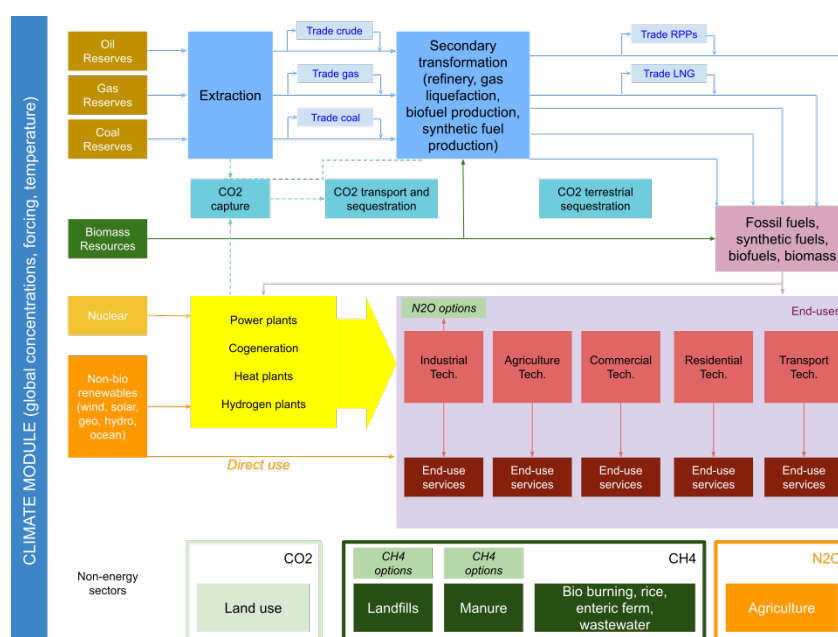 CLIMATE MODULE (global concentrations, forcing, temperature)
Oil
Reserves
Gas
Reserves
Coal
Reserves
Extraction
Trade crude
Trade gas
Trade coal
Secondary
transformation
(refinery, gas
liquefaction,
biofuel production,
synthetic fuel
production)
Trade RPPs
Trade LNG
CO2
capture
CO2 transport and
sequestration
CO2 terrestrial
sequestration
Biomass
Resources
Fossil fuels,
synthetic fuels,
biofuels, biomass
Nuclear
Non-bio
renewables
(wind, solar,
geo, hydro,
ocean)
Power plants
Cogeneration
Heat plants
Hydrogen plants
Direct use
N2O options
End-uses
Industrial
Tech.
Agriculture
Tech.
Commercial
Tech.
Residential
Tech.
Transport
Tech.
End-use
services
End-use
services
End-use
services
End-use
services
End-use
services
Non-energy
sectors
CO2
Land use
CH4
options
CH4
options
CH4
Landfills
Manure
Bio burning, rice,
enteric ferm,
wastewater
N2O
Agriculture